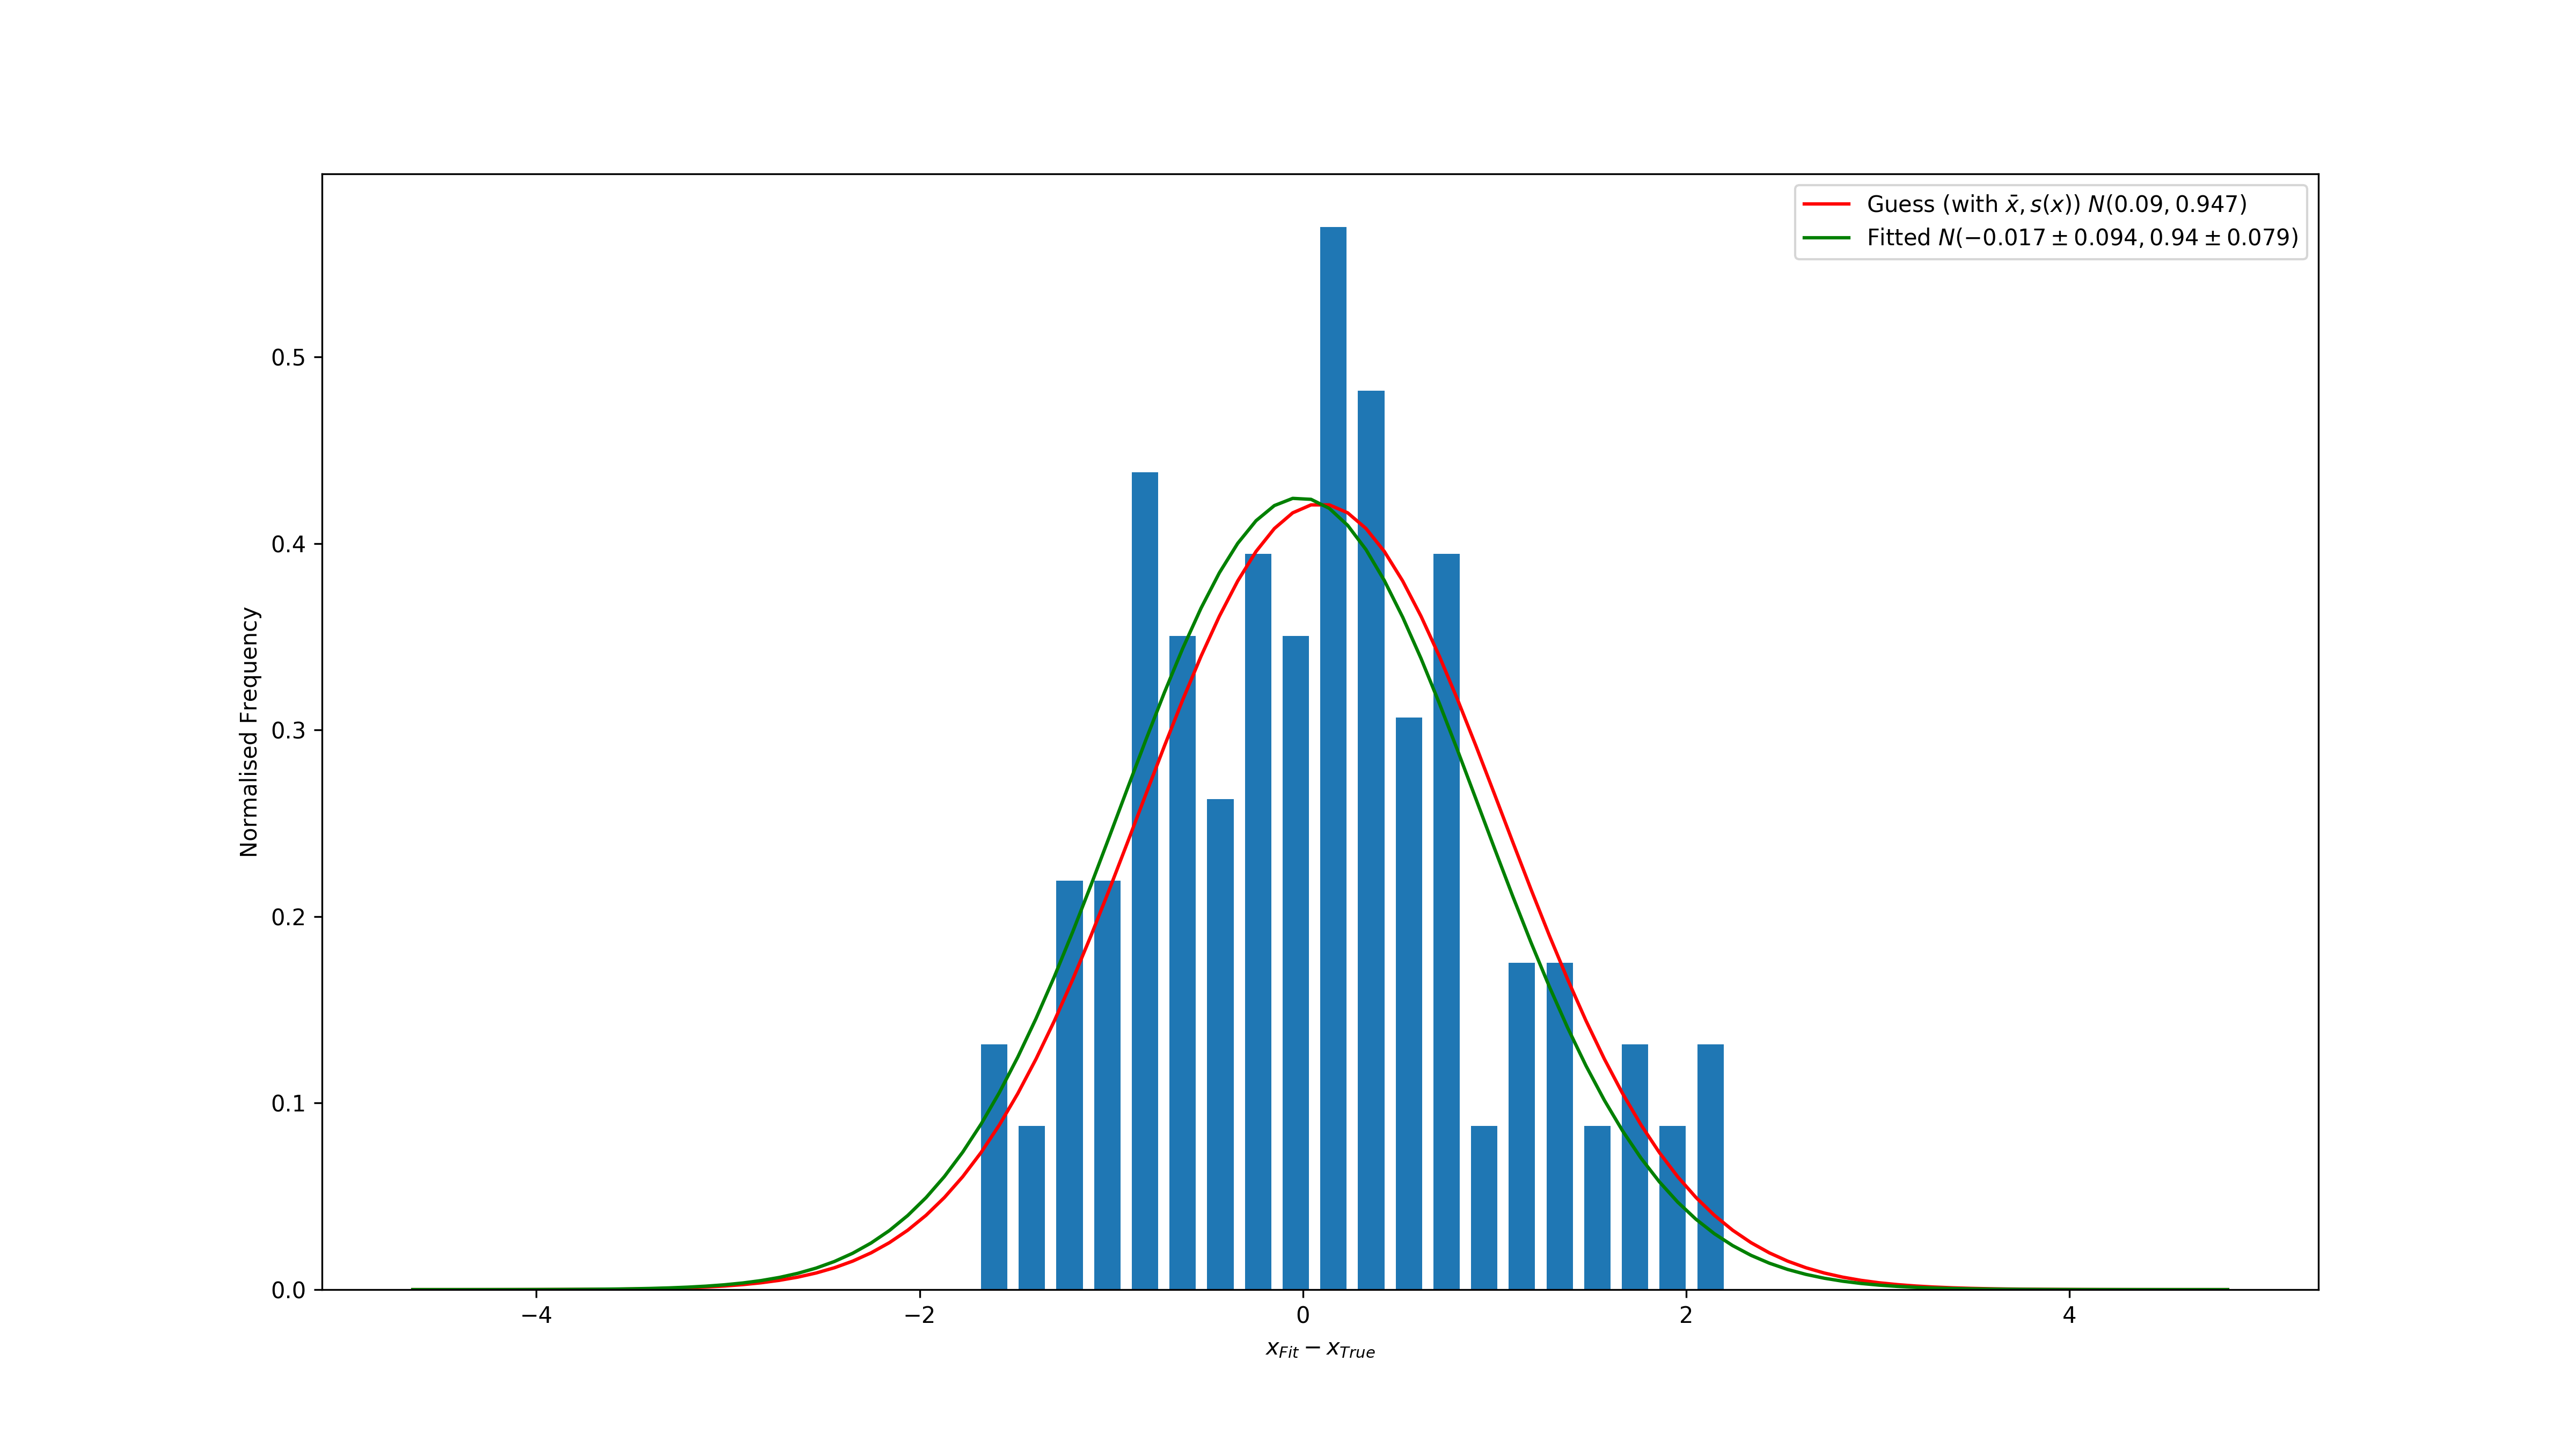 Guess (with x̄, s(x)) N(0.09, 0.947)
Fitted N(−0.017 ± 0.094, 0.94 ± 0.079)
0.5
0.4
0.3
0.2
0.1
0.0
Normalised Frequency
−4 −2 0 2 4
x_Fit − x_True